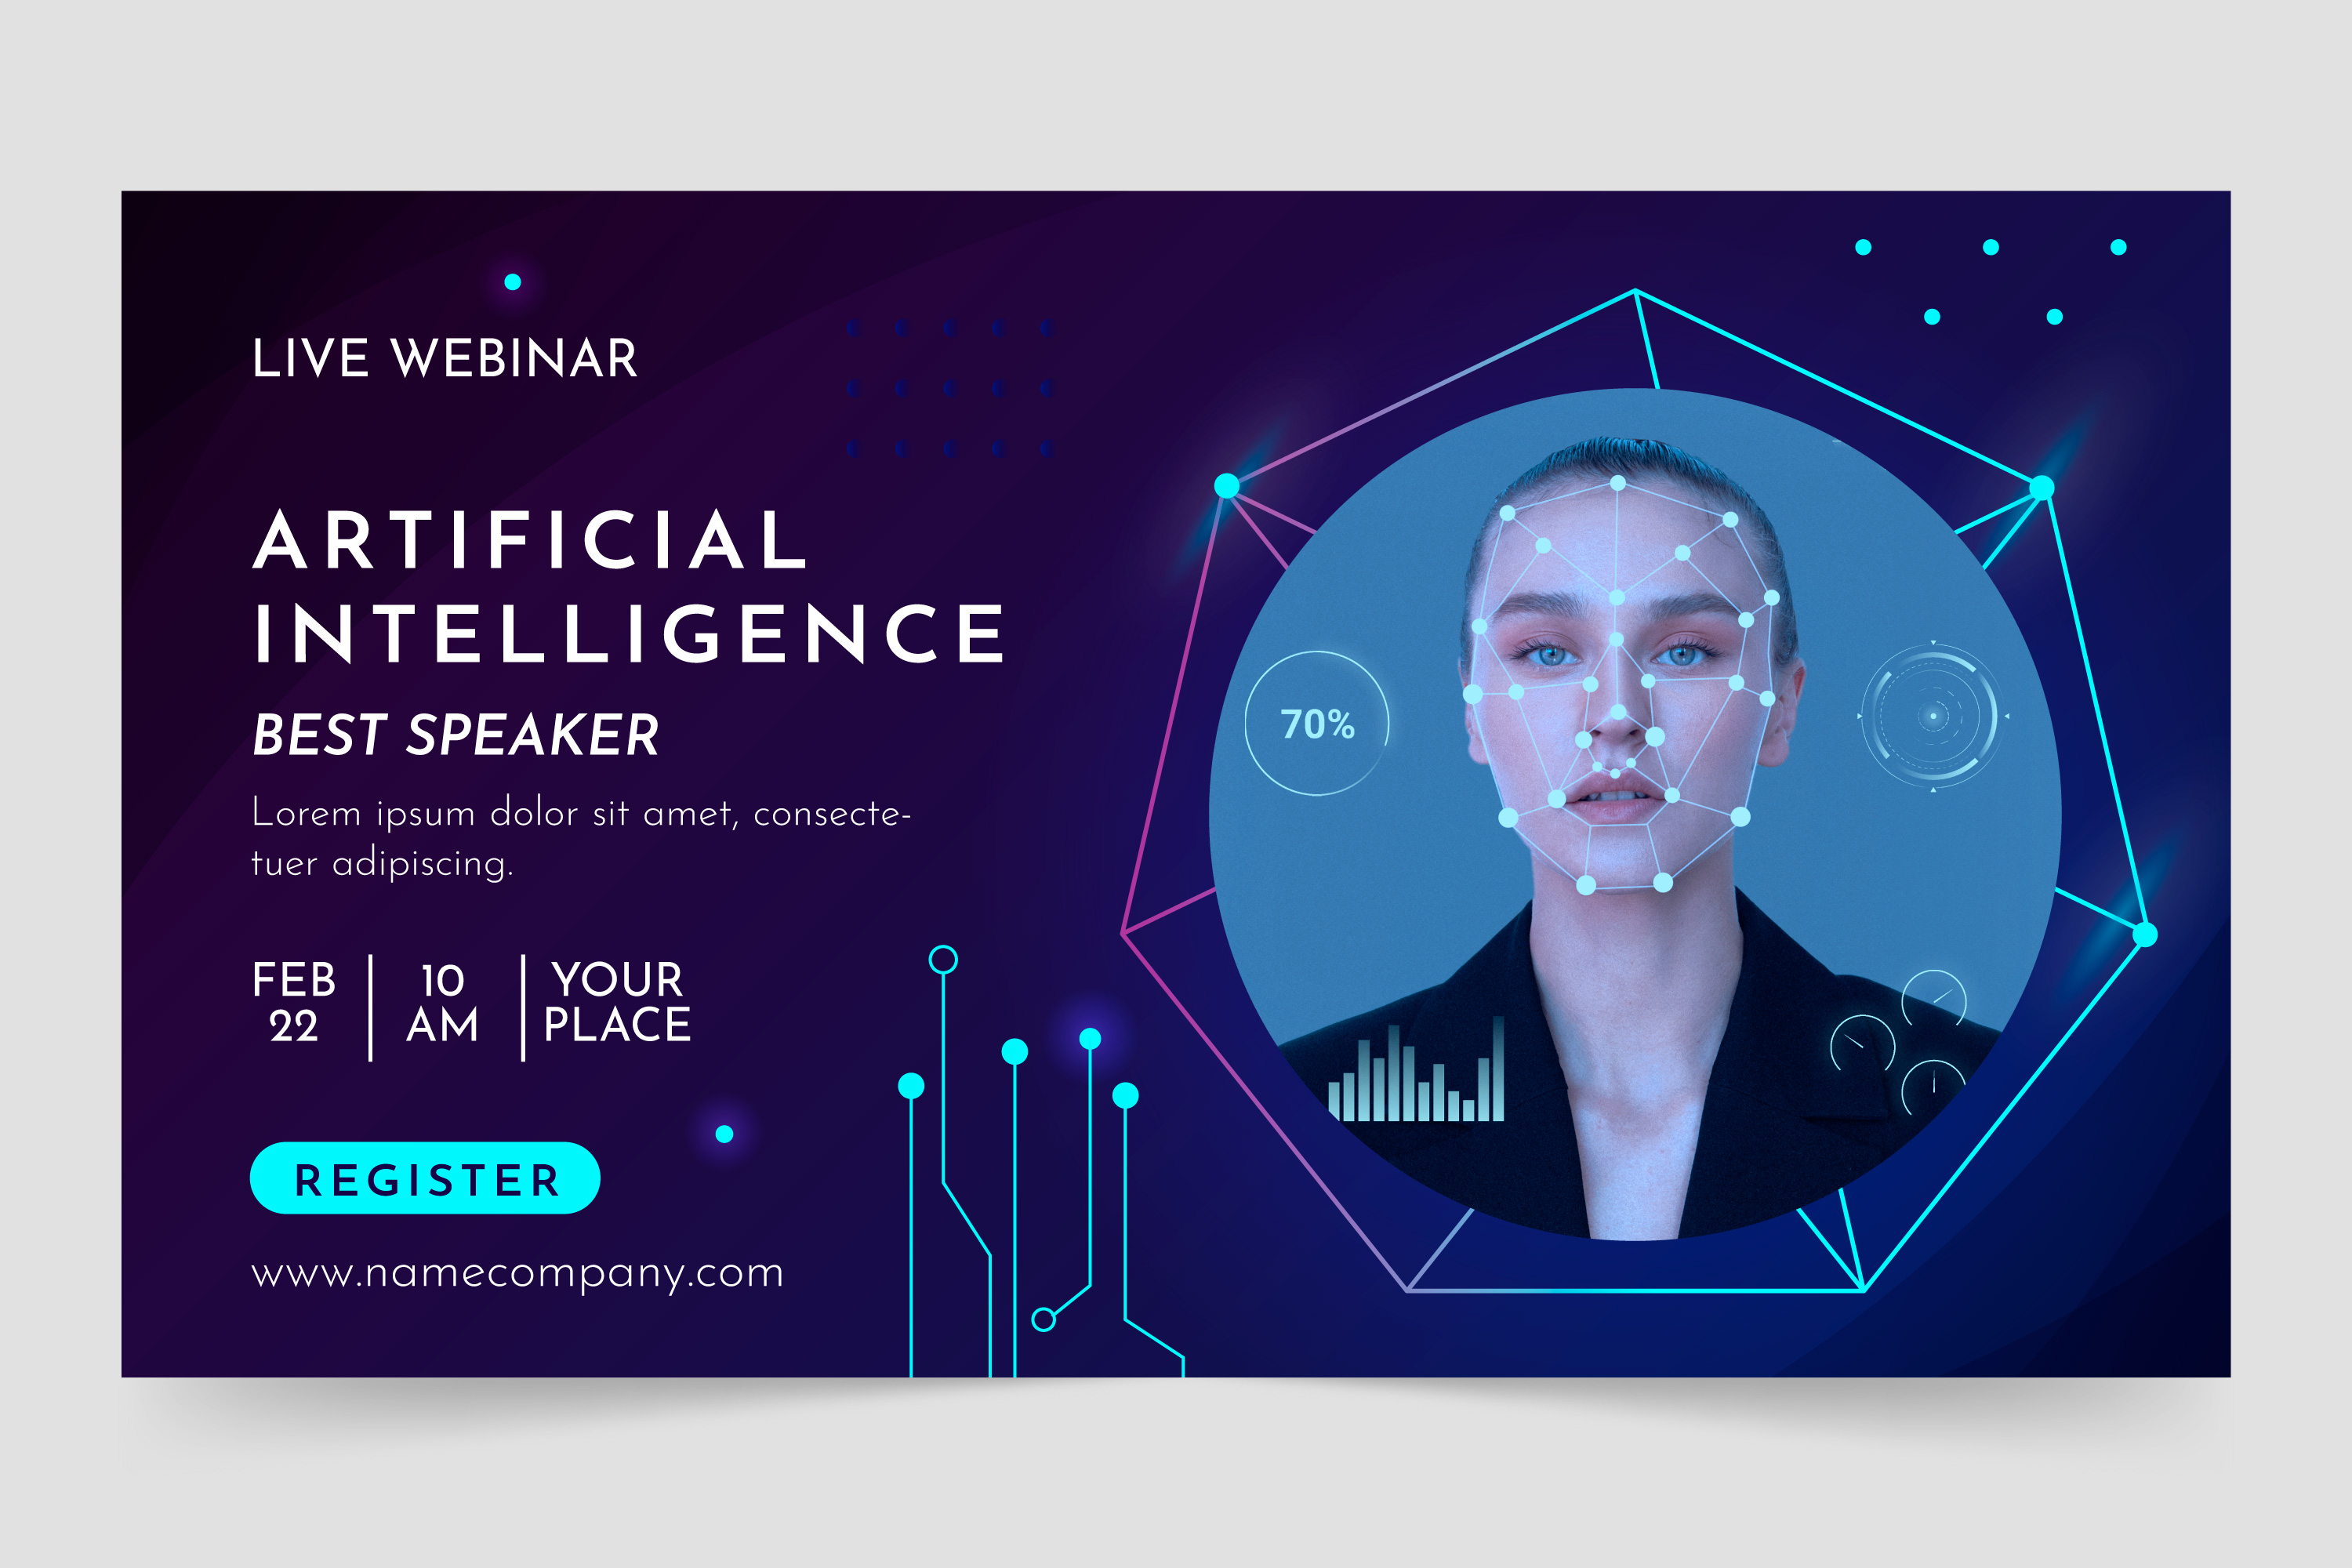 LIVE WEBINAR
ARTIFICIAL
INTELLIGENCE
BEST SPEAKER
Lorem ipsum dolor sit amet, consecte-
tuer adipiscing.
FEB
22
10
AM
YOUR
PLACE
REGISTER
www.namecompany.com
70%